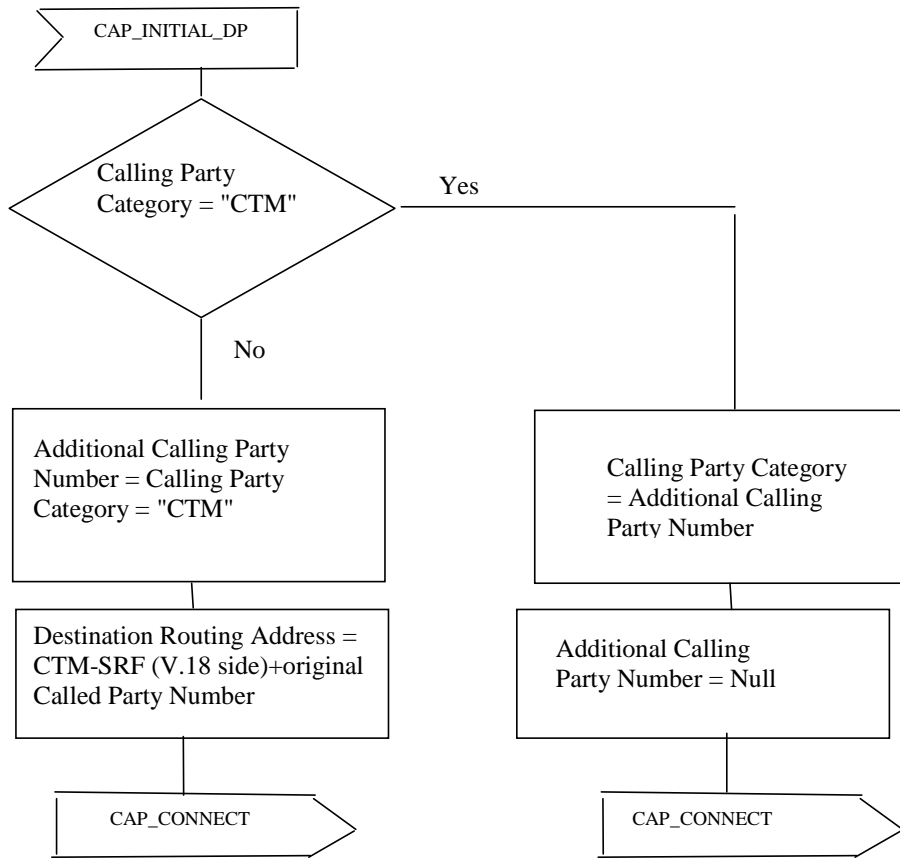 CAP_INITIAL_DP
Calling Party
Category = "CTM"
Yes
No
Additional Calling Party
Number = Calling Party
Category = "CTM"
Calling Party Category
= Additional Calling
Party Number
Destination Routing Address =
CTM-SRF (V.18 side)+original
Called Party Number
Additional Calling
Party Number = Null
CAP_CONNECT
CAP_CONNECT